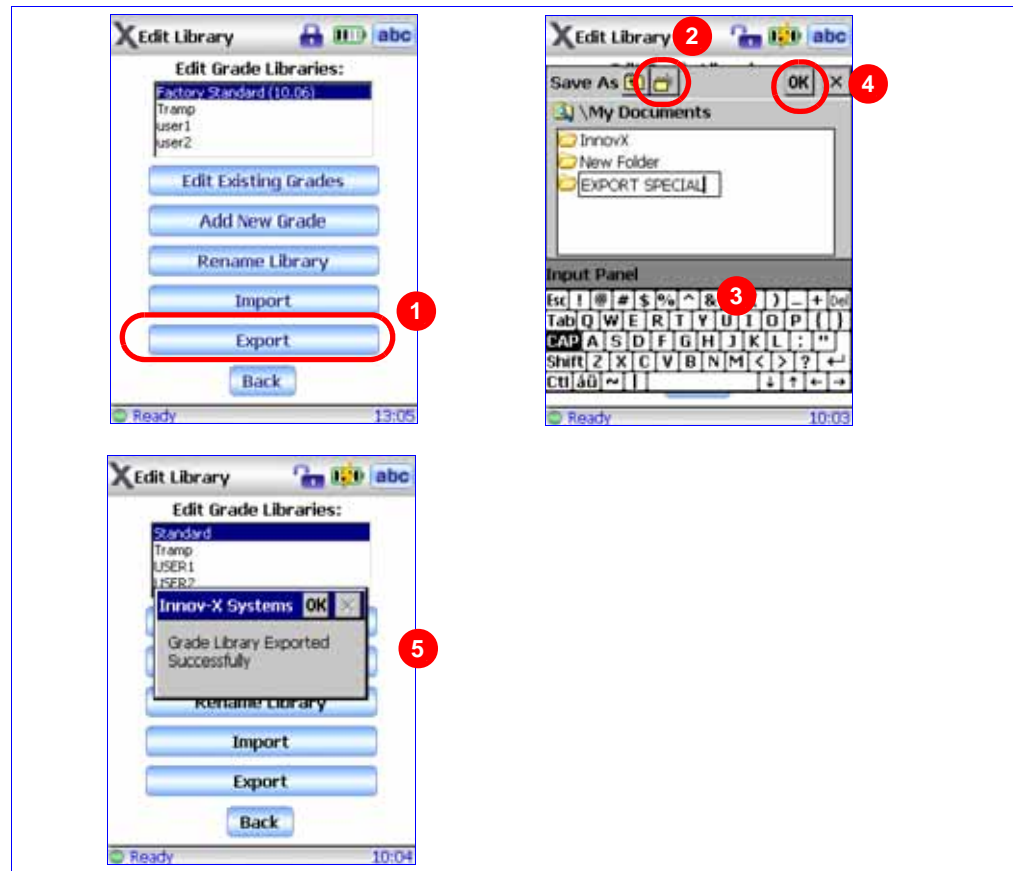 Edit Library abc
Edit Grade Libraries:
Factory Standard (10.06)
Tramp
user1
user2
Edit Existing Grades
Add New Grade
Rename Library
Import
1
Export
Back
Ready 13:05
Edit Library 2 abc
Save As OK × 4
\My Documents
InnovX
New Folder
EXPORT SPECIAL
Input Panel
Esc ! @ # $ % ^ & 3 ) _ + Del
Tab Q W E R T Y U I O P { }
CAP A S D F G H J K L : "
Shift Z X C V B N M < > ? ↵
Ctl áü ~ | ↓ ↑ ← →
Ready 10:03
Edit Library abc
Edit Grade Libraries:
Standard
Tramp
USER1
USER2
Innov-X Systems OK ×
Grade Library Exported
Successfully
5
Rename Library
Import
Export
Back
Ready 10:04